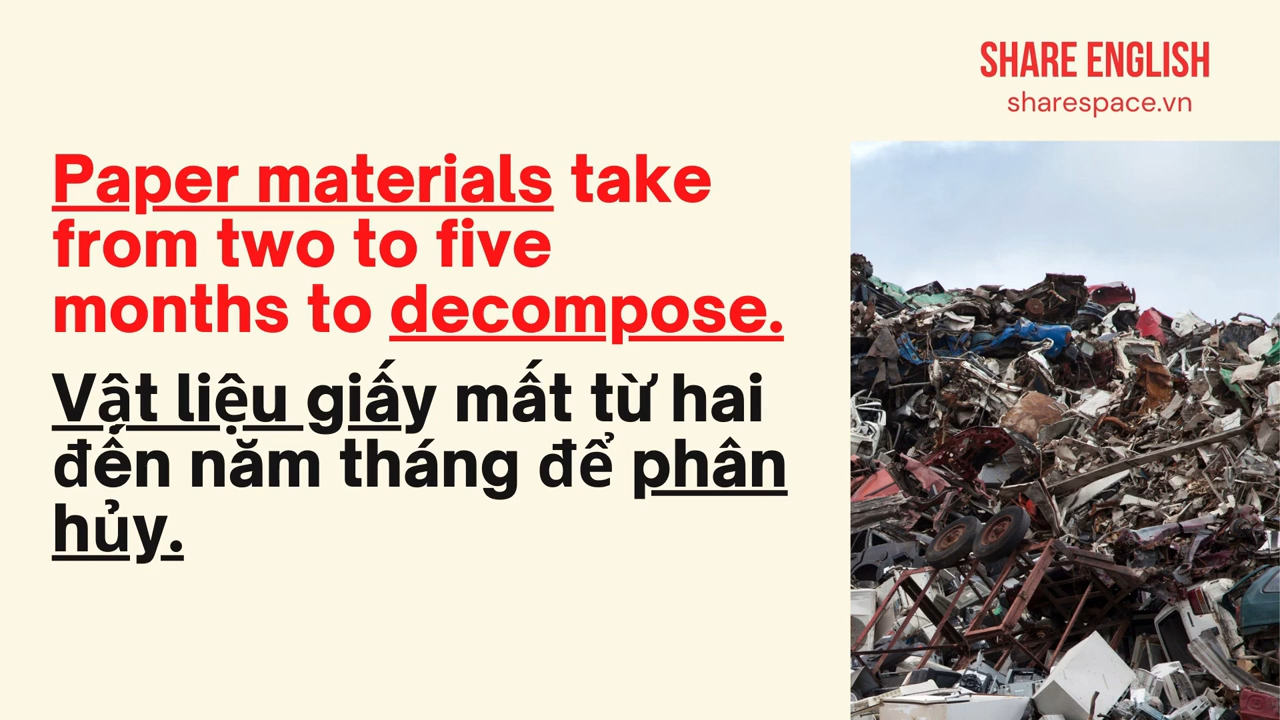 SHARE ENGLISH
sharespace.vn
Paper materials take
from two to five
months to decompose.
Vật liệu giấy mất từ hai
đến năm tháng để phân
hủy.